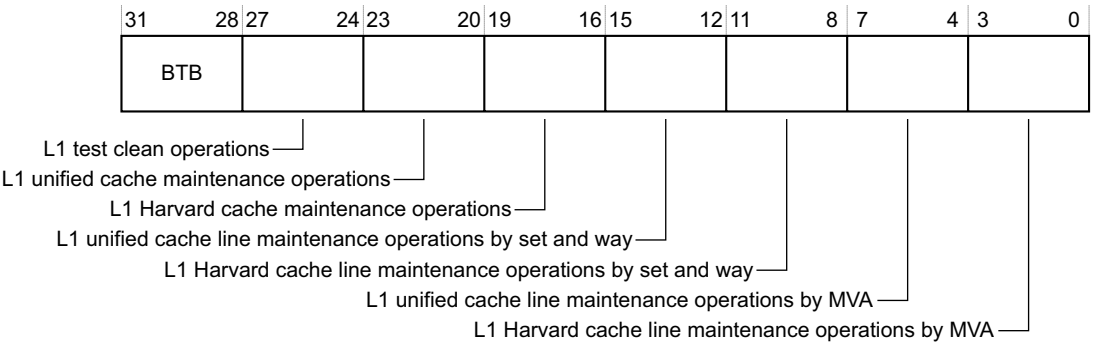 31 28 27 24 23 20 19 16 15 12 11 8 7 4 3 0
BTB
L1 test clean operations
L1 unified cache maintenance operations
L1 Harvard cache maintenance operations
L1 unified cache line maintenance operations by set and way
L1 Harvard cache line maintenance operations by set and way
L1 unified cache line maintenance operations by MVA
L1 Harvard cache line maintenance operations by MVA